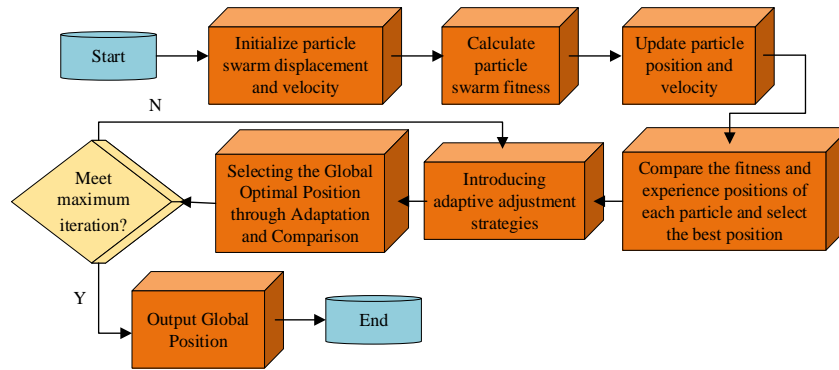 Start
Initialize particle
swarm displacement
and velocity
Calculate
particle
swarm fitness
Update particle
position and
velocity
N
Meet
maximum
iteration?
Selecting the Global
Optimal Position
through Adaptation
and Comparison
Introducing
adaptive adjustment
strategies
Compare the fitness and
experience positions of
each particle and select
the best position
Y
Output Global
Position
End